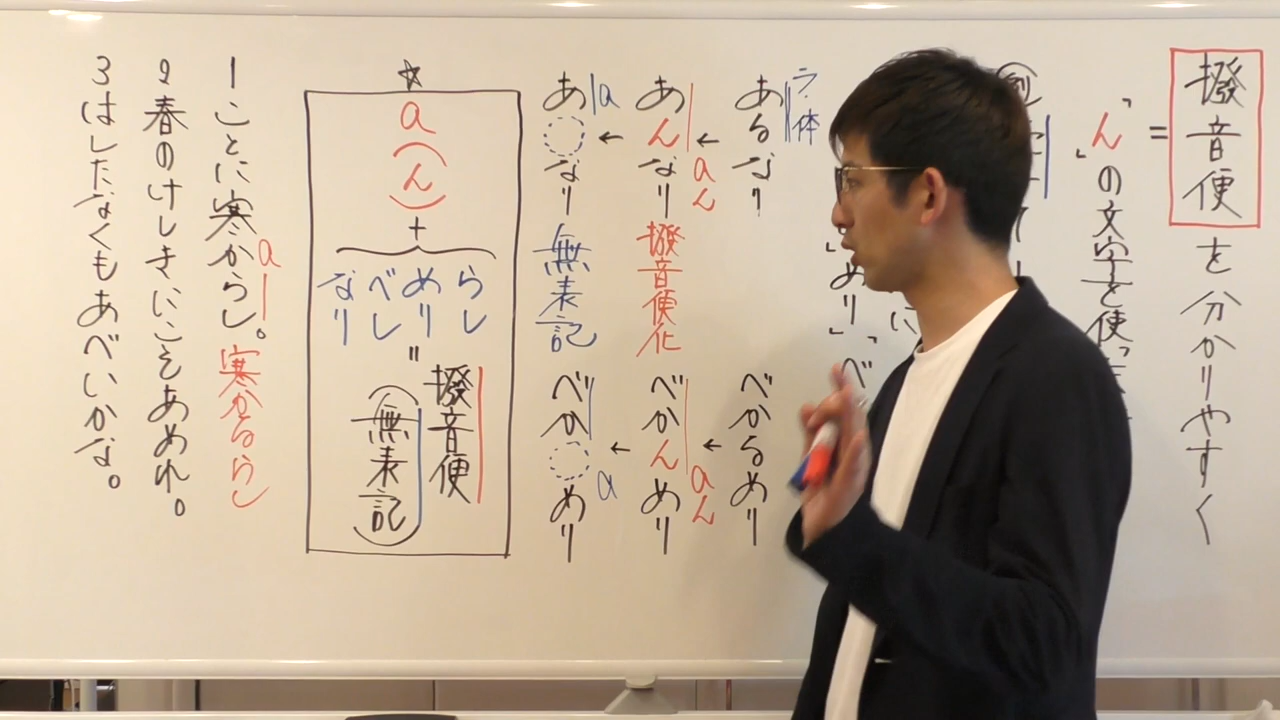 撥音便を分かりやすく
=「ん」の文字を使
」めり」「べ
に
ラ・体
あるなり
べかるめり
←あん
←あん
あんなり 撥音便化
べかんめり
←
←
あ|a
あ なり 無表記
べか め り
a
☆
a(ん)
+
らし
めり
べし
なり
=
撥音便
(無表記)
1 ことに寒からし。 寒かるらし
a
2 春のけしきにこそあめれ。
3 はしたなくもあべいかな。